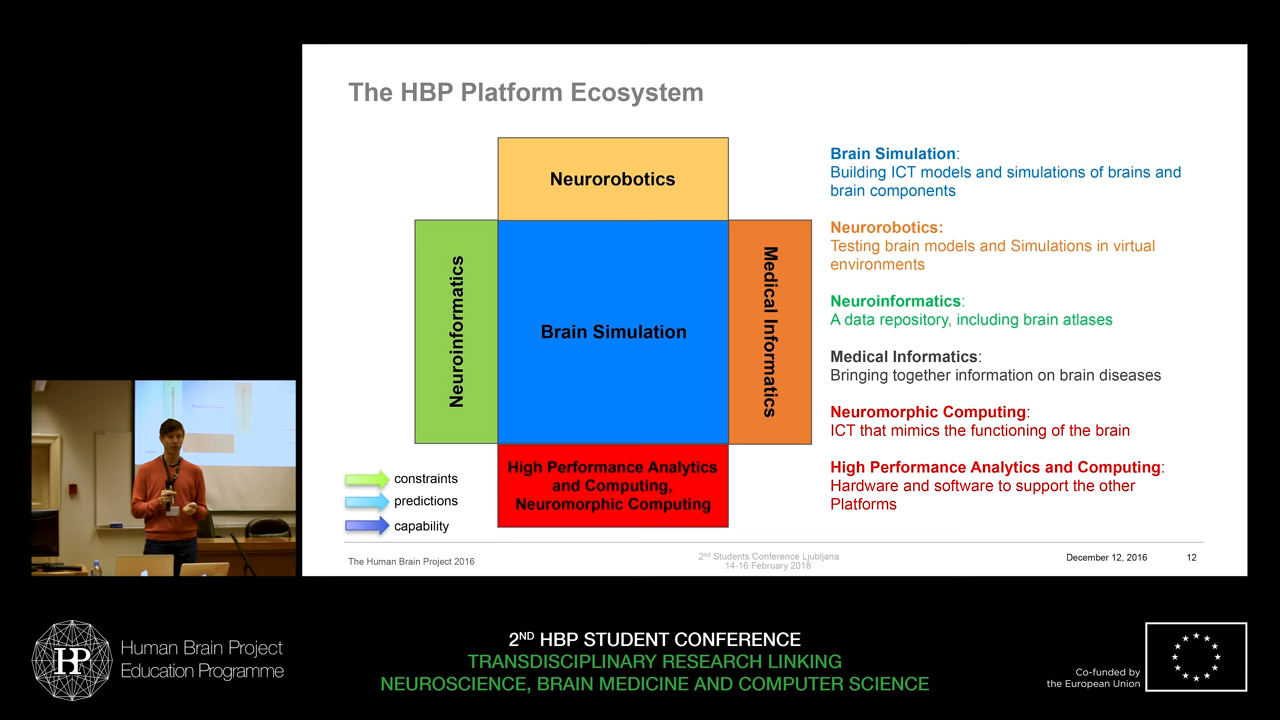 The HBP Platform Ecosystem
Neurorobotics
Neuroinformatics
Brain Simulation
Medical Informatics
High Performance Analytics
and Computing,
Neuromorphic Computing
constraints
predictions
capability
Brain Simulation:
Building ICT models and simulations of brains and
brain components
Neurorobotics:
Testing brain models and Simulations in virtual
environments
Neuroinformatics:
A data repository, including brain atlases
Medical Informatics:
Bringing together information on brain diseases
Neuromorphic Computing:
ICT that mimics the functioning of the brain
High Performance Analytics and Computing:
Hardware and software to support the other
Platforms
The Human Brain Project 2016
2nd Students Conference Ljubljana
14-16 February 2018
December 12, 2016
12
HBP
Human Brain Project
Education Programme
2ND HBP STUDENT CONFERENCE
TRANSDISCIPLINARY RESEARCH LINKING
NEUROSCIENCE, BRAIN MEDICINE AND COMPUTER SCIENCE
Co-funded by
the European Union